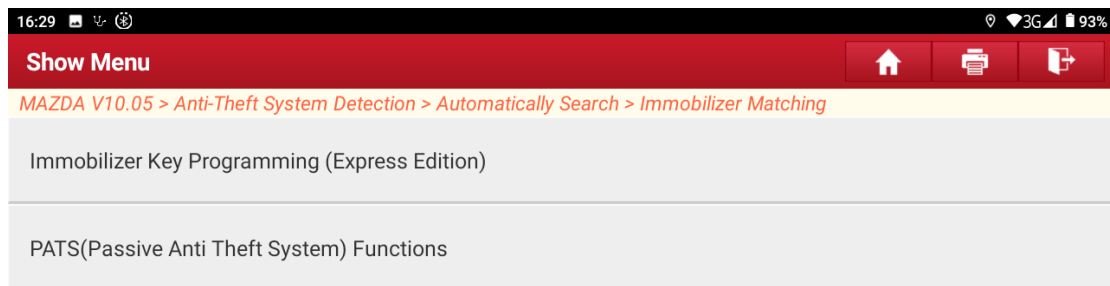 16:29 3G 93%
Show Menu
MAZDA V10.05 > Anti-Theft System Detection > Automatically Search > Immobilizer Matching
Immobilizer Key Programming (Express Edition)
PATS(Passive Anti Theft System) Functions